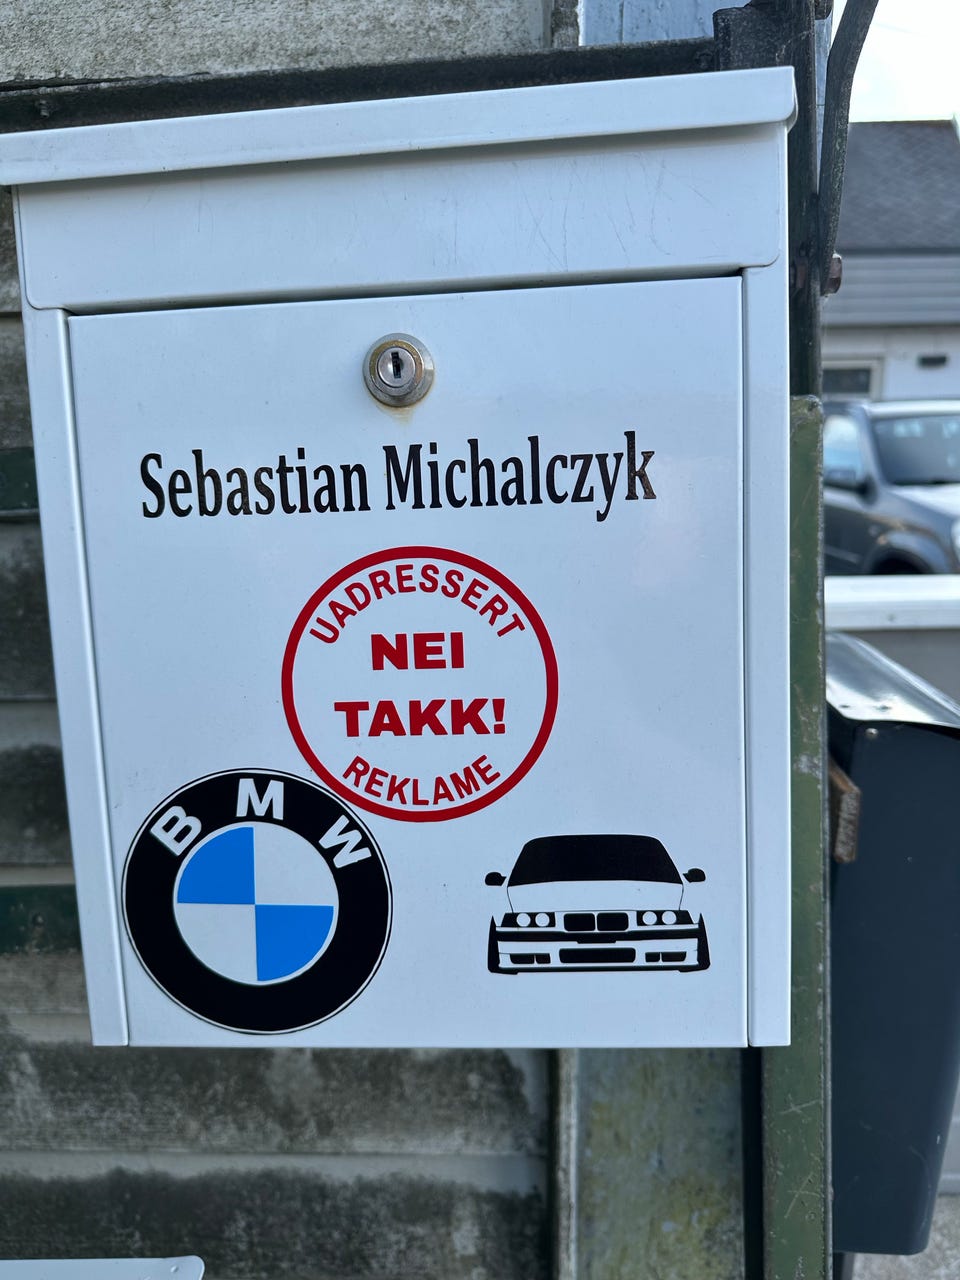 Sebastian Michalczyk
UADRESSERT
NEI
TAKK!
REKLAME
BMW